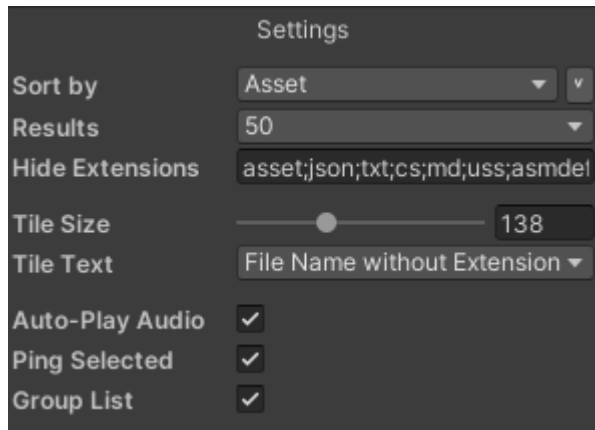 Settings
Sort by Asset v
Results 50
Hide Extensions asset;json;txt;cs;md;uss;asmdef
Tile Size 138
Tile Text File Name without Extension
Auto-Play Audio
Ping Selected
Group List